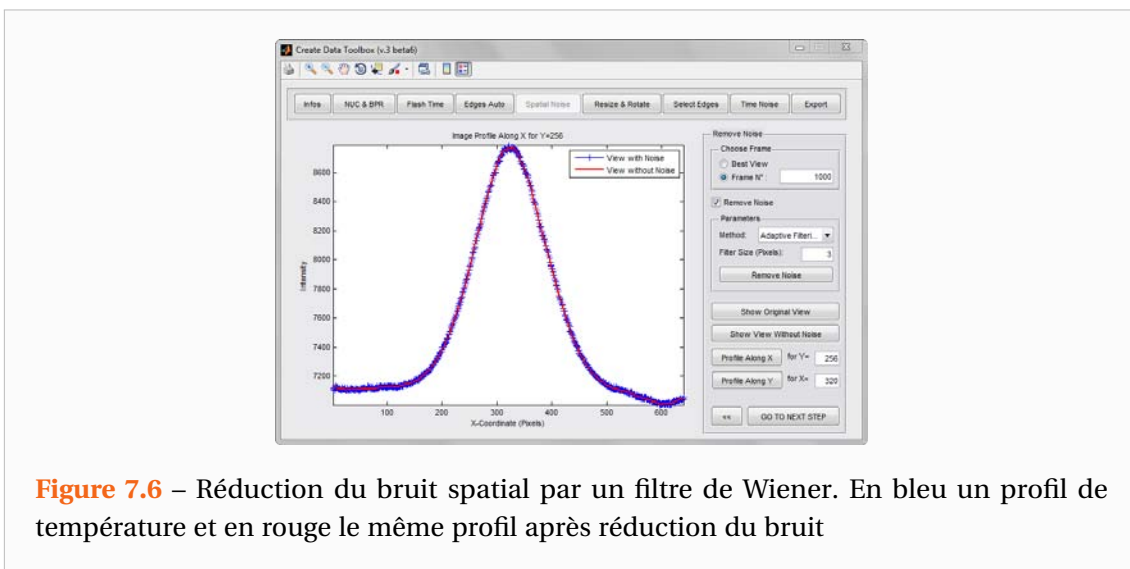 Create Data Toolbox (v.3 beta6)
Infos
NUC & BPR
Flash Time
Edges Auto
Spatial Noise
Resize & Rotate
Select Edges
Time Noise
Export
Image Profile Along X for Y=256
View with Noise
View without Noise
8600
8400
8200
8000
7800
7600
7400
7200
Intensity
100
200
300
400
500
600
X-Coordinate (Pixels)
Remove Noise
Choose Frame
Best View
Frame N° : 1000
Remove Noise
Parameters
Method: Adaptive Filteri...
Filter Size (Pixels): 3
Remove Noise
Show Original View
Show View Without Noise
Profile Along X for Y= 256
Profile Along Y for X= 320
<< GO TO NEXT STEP
Figure 7.6 – Réduction du bruit spatial par un filtre de Wiener. En bleu un profil de
température et en rouge le même profil après réduction du bruit